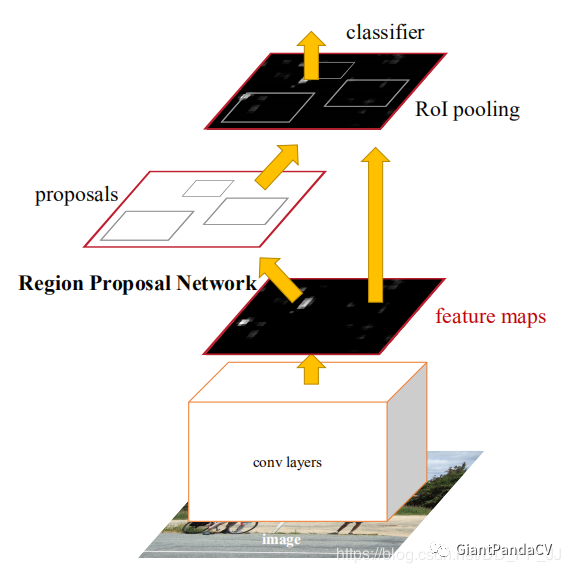 classifier
RoI pooling
proposals
Region Proposal Network
feature maps
conv layers
image
GiantPandaCV